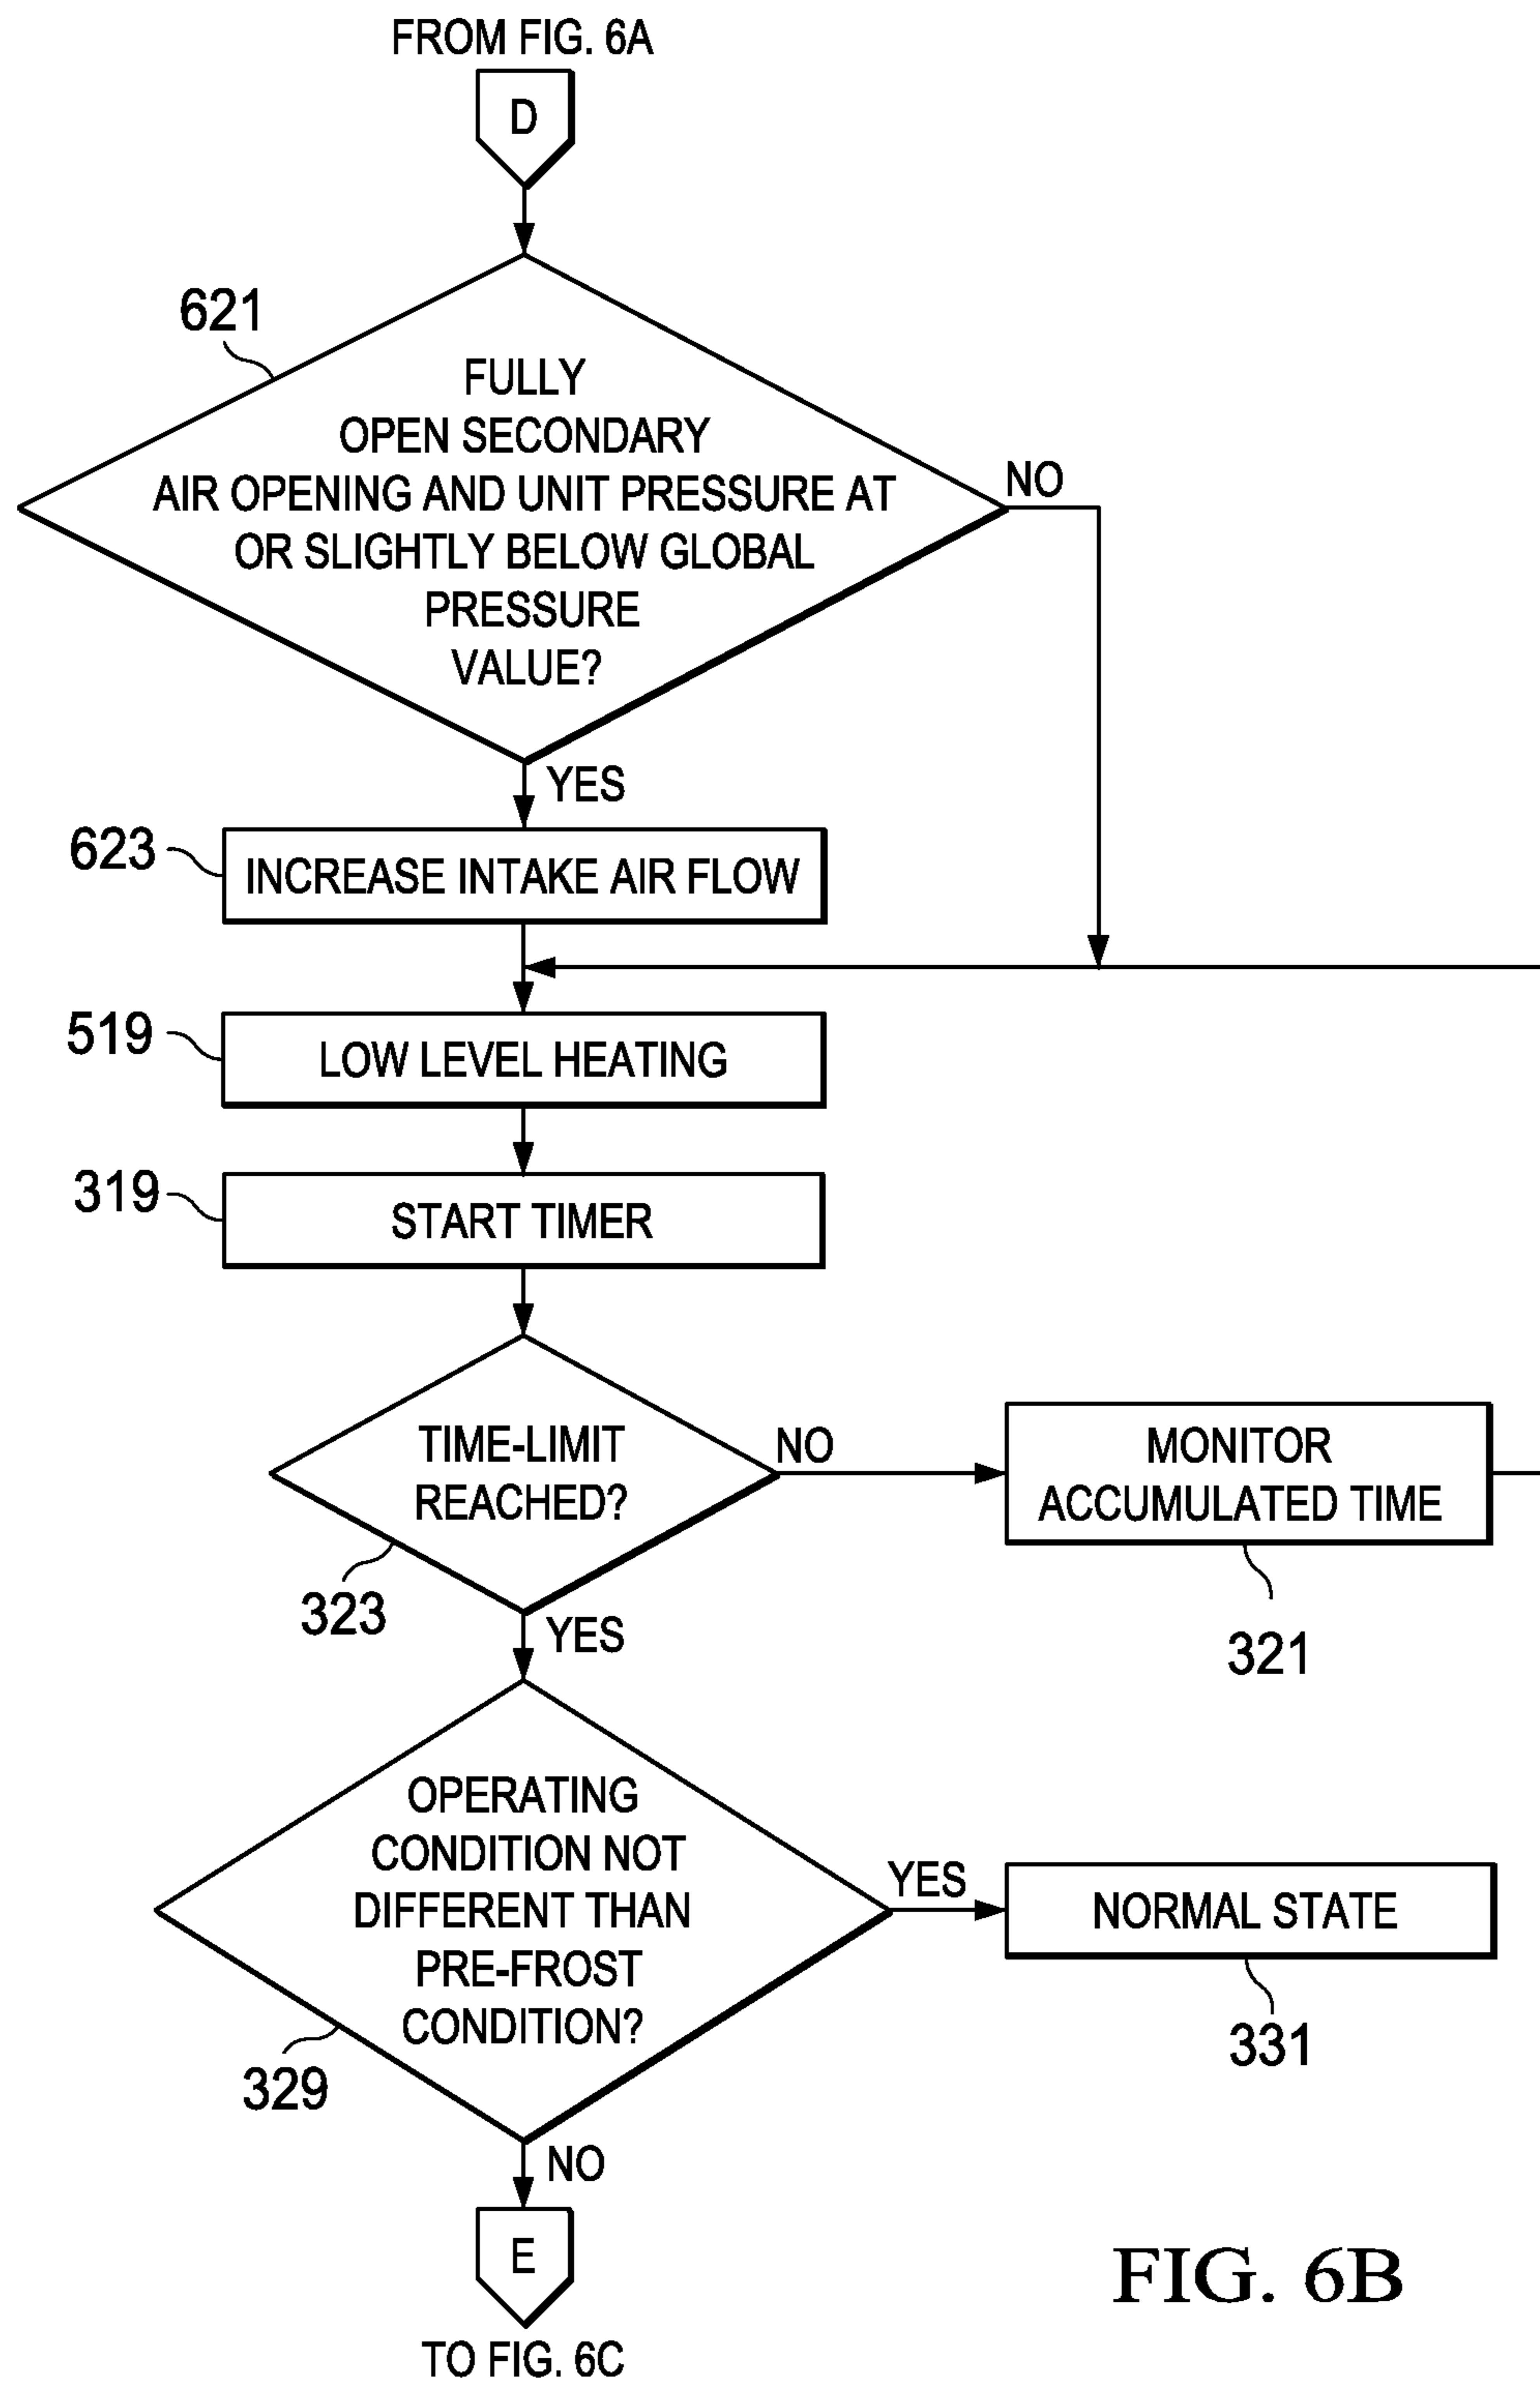 FROM FIG. 6A
D
621
FULLY
OPEN SECONDARY
AIR OPENING AND UNIT PRESSURE AT
OR SLIGHTLY BELOW GLOBAL
PRESSURE
VALUE?
NO
YES
623
INCREASE INTAKE AIR FLOW
519
LOW LEVEL HEATING
319
START TIMER
TIME-LIMIT
REACHED?
NO
MONITOR
ACCUMULATED TIME
323
321
YES
OPERATING
CONDITION NOT
DIFFERENT THAN
PRE-FROST
CONDITION?
YES
NORMAL STATE
329
331
NO
E
TO FIG. 6C
FIG. 6B